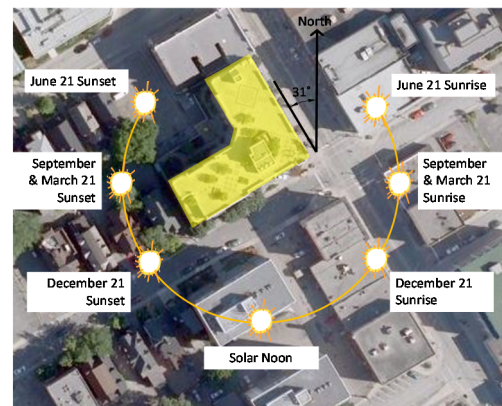 North
31°
June 21 Sunset
June 21 Sunrise
September
& March 21
Sunset
September
& March 21
Sunrise
December 21
Sunset
December 21
Sunrise
Solar Noon